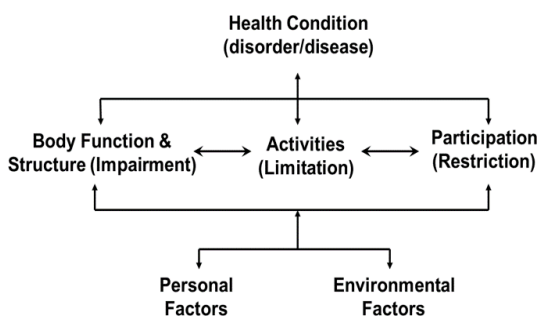 Health Condition
(disorder/disease)
Body Function &
Structure (Impairment)
Activities
(Limitation)
Participation
(Restriction)
Personal
Factors
Environmental
Factors